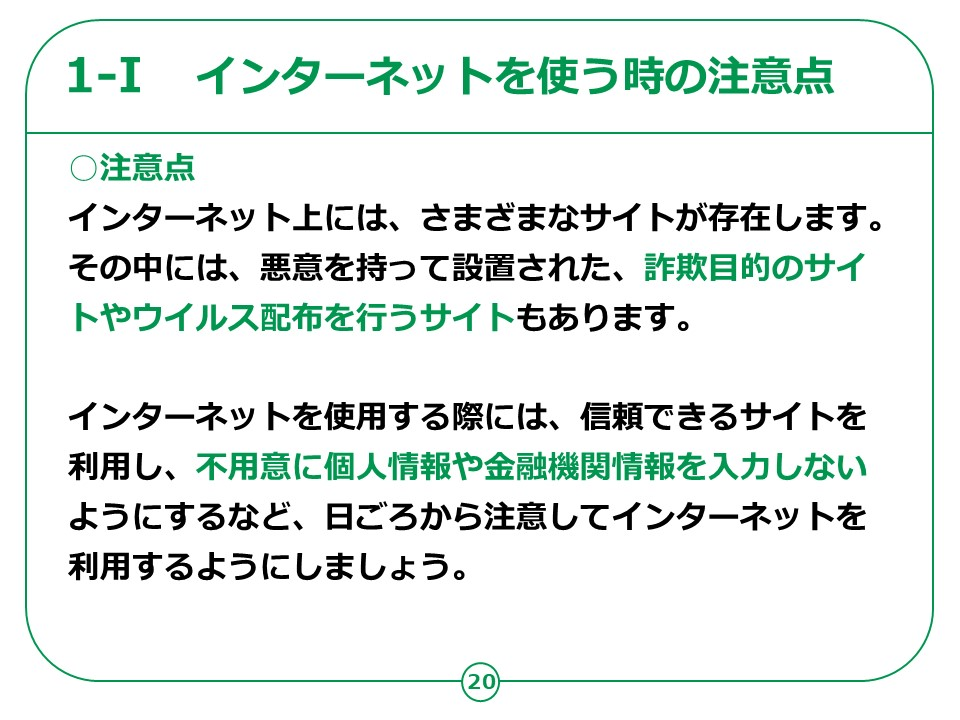 1-I インターネットを使う時の注意点
○注意点
インターネット上には、さまざまなサイトが存在します。
その中には、悪意を持って設置された、詐欺目的のサイ
トやウイルス配布を行うサイトもあります。
インターネットを使用する際には、信頼できるサイトを
利用し、不用意に個人情報や金融機関情報を入力しない
ようにするなど、日ごろから注意してインターネットを
利用するようにしましょう。
20